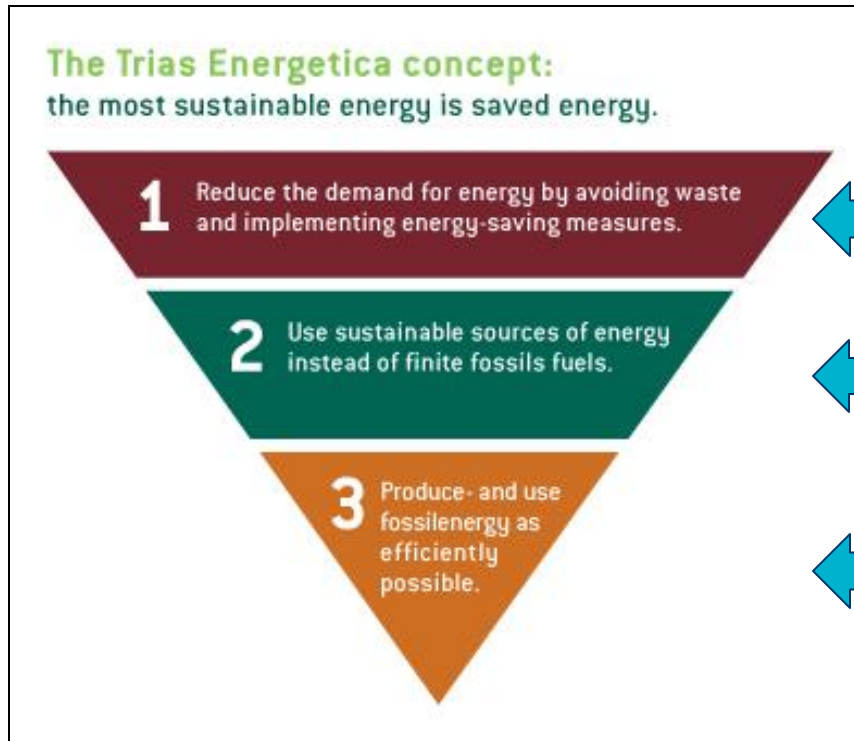 The Trias Energetica concept:
the most sustainable energy is saved energy.
1 Reduce the demand for energy by avoiding waste
and implementing energy-saving measures.
2 Use sustainable sources of energy
instead of finite fossils fuels.
3 Produce- and use
fossilenergy as
efficiently
possible.